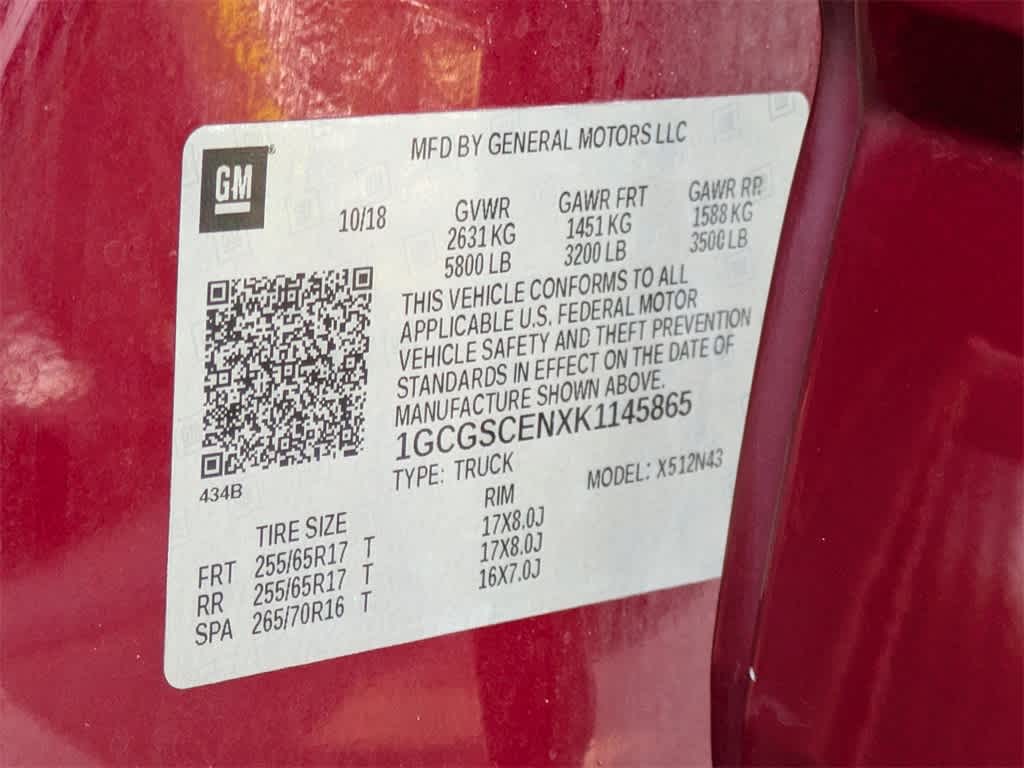 GM
MFD BY GENERAL MOTORS LLC
10/18
GVWR GAWR FRT GAWR RR
2631 KG 1451 KG 1588 KG
5800 LB 3200 LB 3500 LB
THIS VEHICLE CONFORMS TO ALL
APPLICABLE U.S. FEDERAL MOTOR
VEHICLE SAFETY AND THEFT PREVENTION
STANDARDS IN EFFECT ON THE DATE OF
MANUFACTURE SHOWN ABOVE.
1GCGSCENXK1145865
TYPE: TRUCK MODEL: X512N43
434B
TIRE SIZE RIM
FRT 255/65R17 T 17X8.0J
RR 255/65R17 T 17X8.0J
SPA 265/70R16 T 16X7.0J